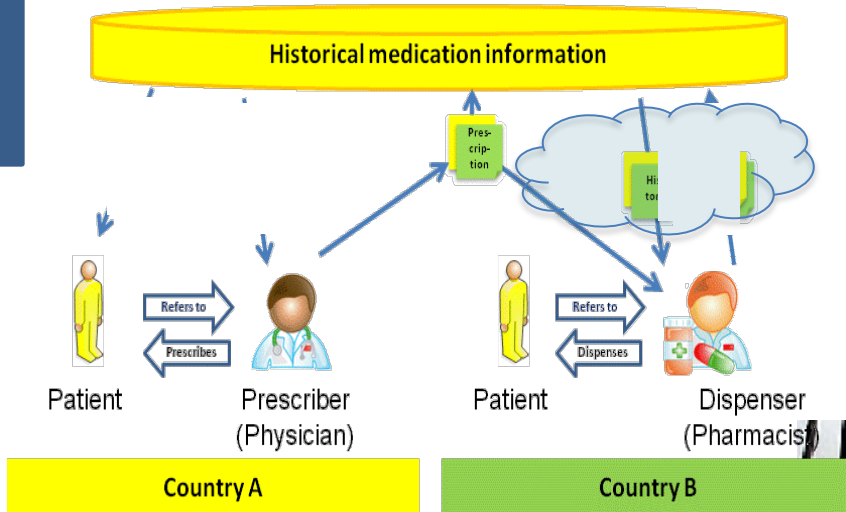 Historical medication information
Pres-
crip-
tion
Refers to
Prescribes
Refers to
Dispenses
Patient
Prescriber
(Physician)
Patient
Dispenser
(Pharmacist)
Country A
Country B